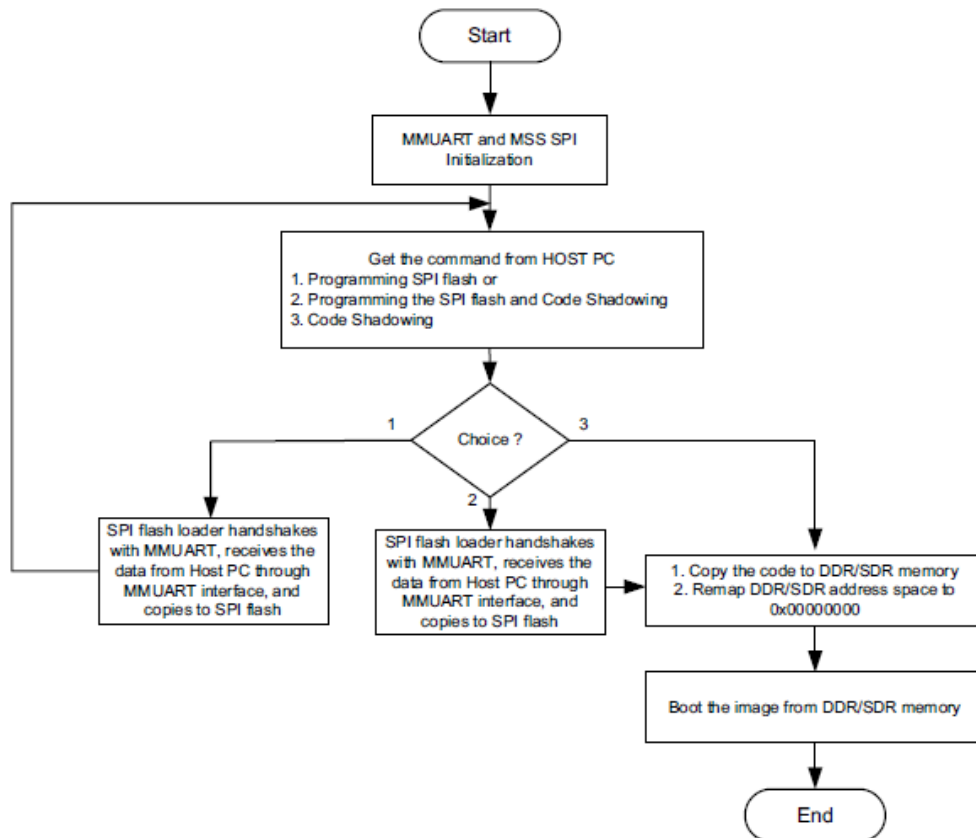 Start
MMUART and MSS SPI
Initialization
Get the command from HOST PC
1. Programming SPI flash or
2. Programming the SPI flash and Code Shadowing
3. Code Shadowing
Choice ?
1
3
2
SPI flash loader handshakes
with MMUART, receives the
data from Host PC through
MMUART interface, and
copies to SPI flash
SPI flash loader handshakes
with MMUART, receives the
data from Host PC through
MMUART interface, and
copies to SPI flash
1. Copy the code to DDR/SDR memory
2. Remap DDR/SDR address space to
0x00000000
Boot the image from DDR/SDR memory
End